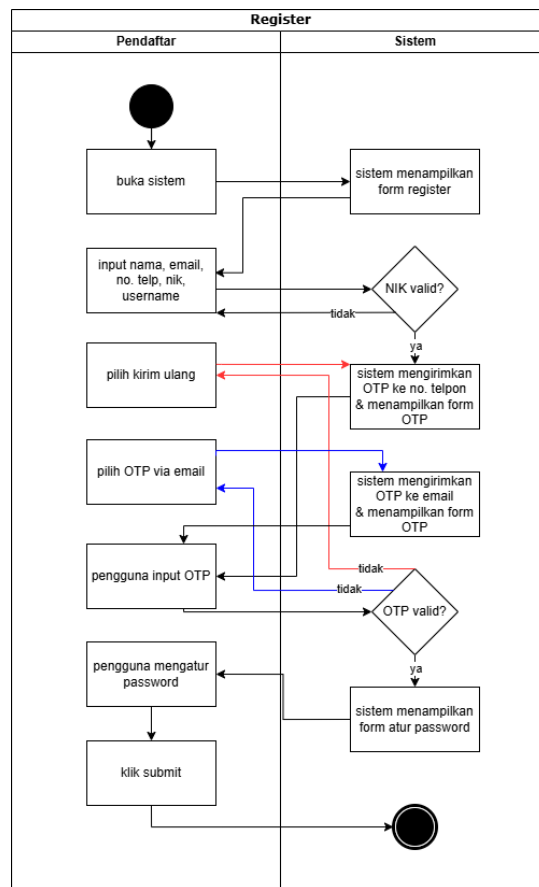 Register
Pendaftar
Sistem
buka sistem
sistem menampilkan
form register
input nama, email,
no. telp, nik,
username
NIK valid?
tidak
ya
pilih kirim ulang
sistem mengirimkan
OTP ke no. telpon
& menampilkan form
OTP
pilih OTP via email
sistem mengirimkan
OTP ke email
& menampilkan form
OTP
pengguna input OTP
tidak
tidak
OTP valid?
ya
pengguna mengatur
password
sistem menampilkan
form atur password
klik submit